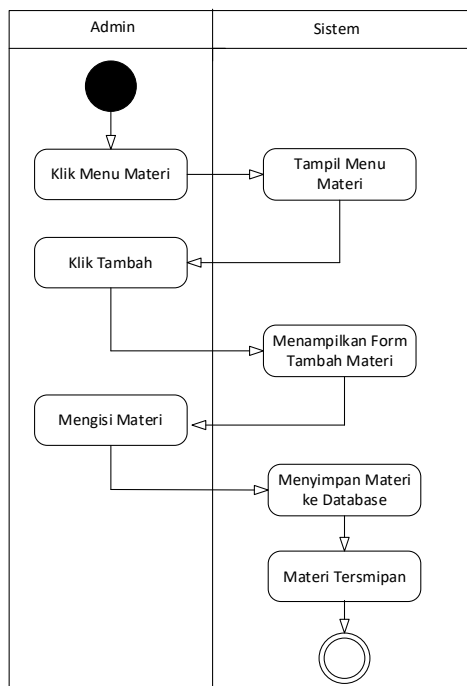 Admin
Sistem
Klik Menu Materi
Tampil Menu
Materi
Klik Tambah
Menampilkan Form
Tambah Materi
Mengisi Materi
Menyimpan Materi
ke Database
Materi Tersmipan